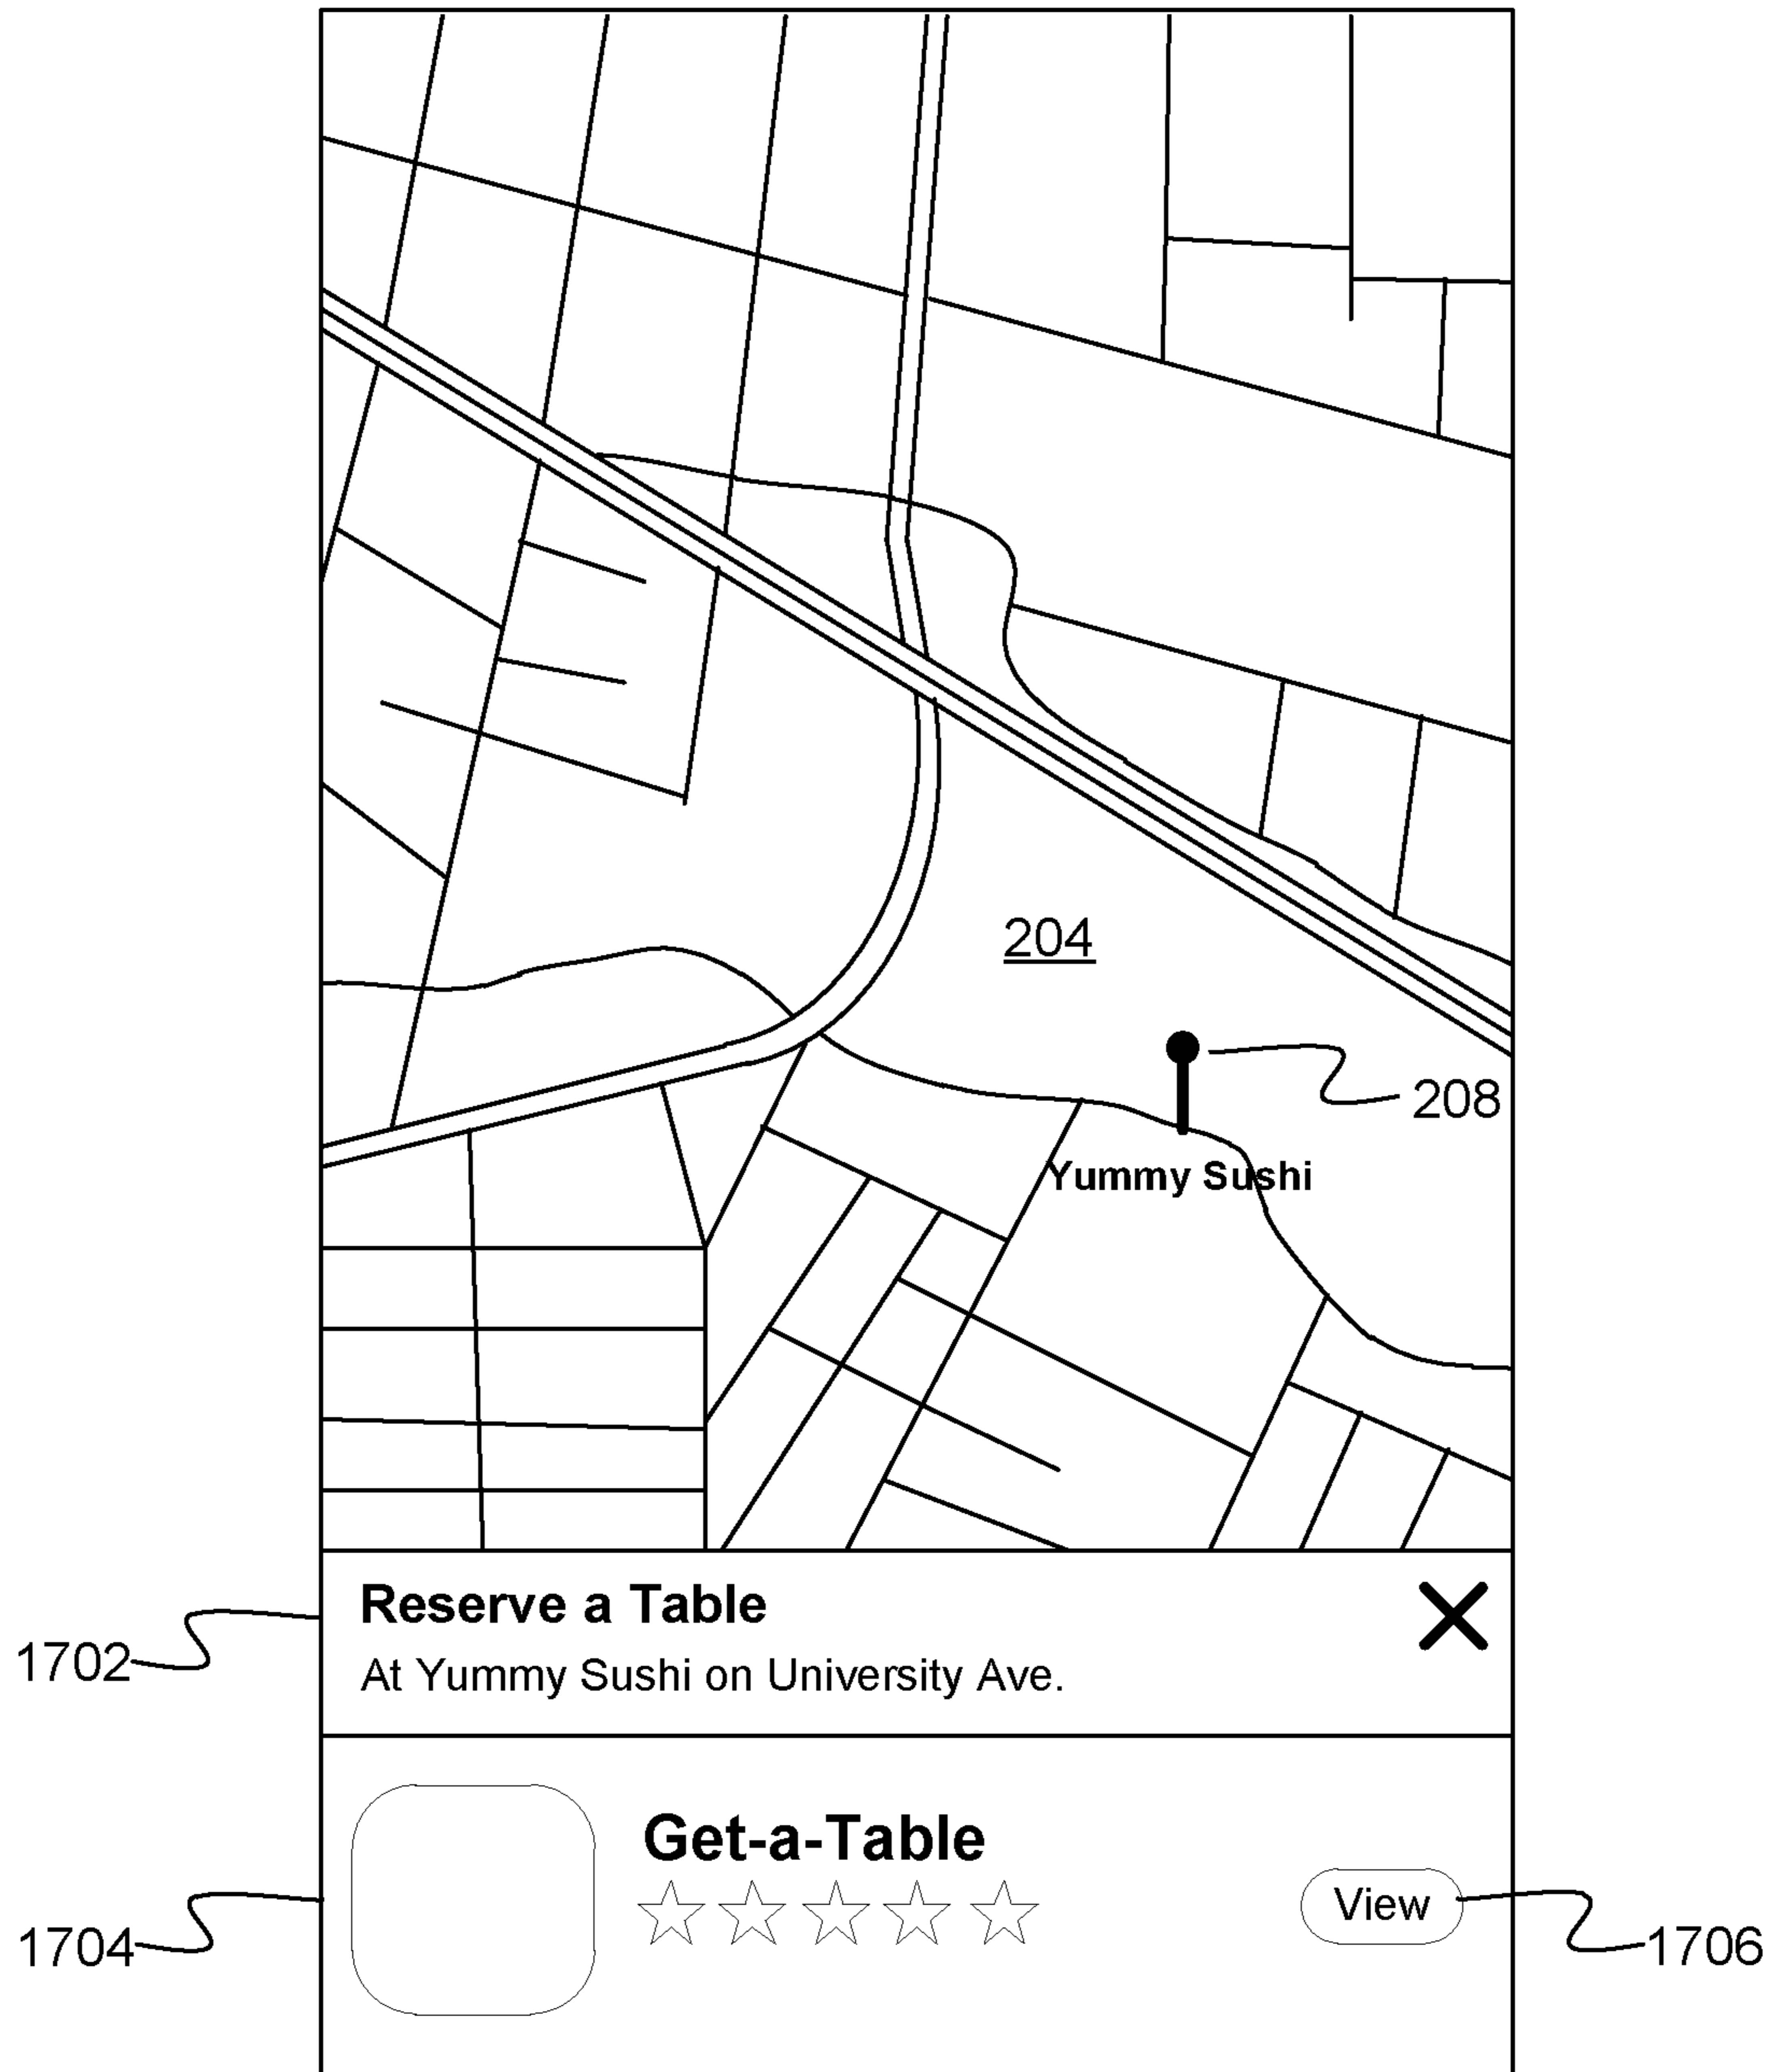 204
208
Yummy Sushi
Reserve a Table
1702
At Yummy Sushi on University Ave.
Get-a-Table
View
1704
1706